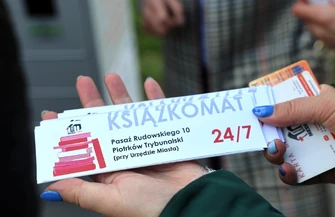 KSIĄŻKOMAT
Pasaż Rudowskiego 10
Piotrków Trybunalski
(przy Urzędzie Miasta)
24/7